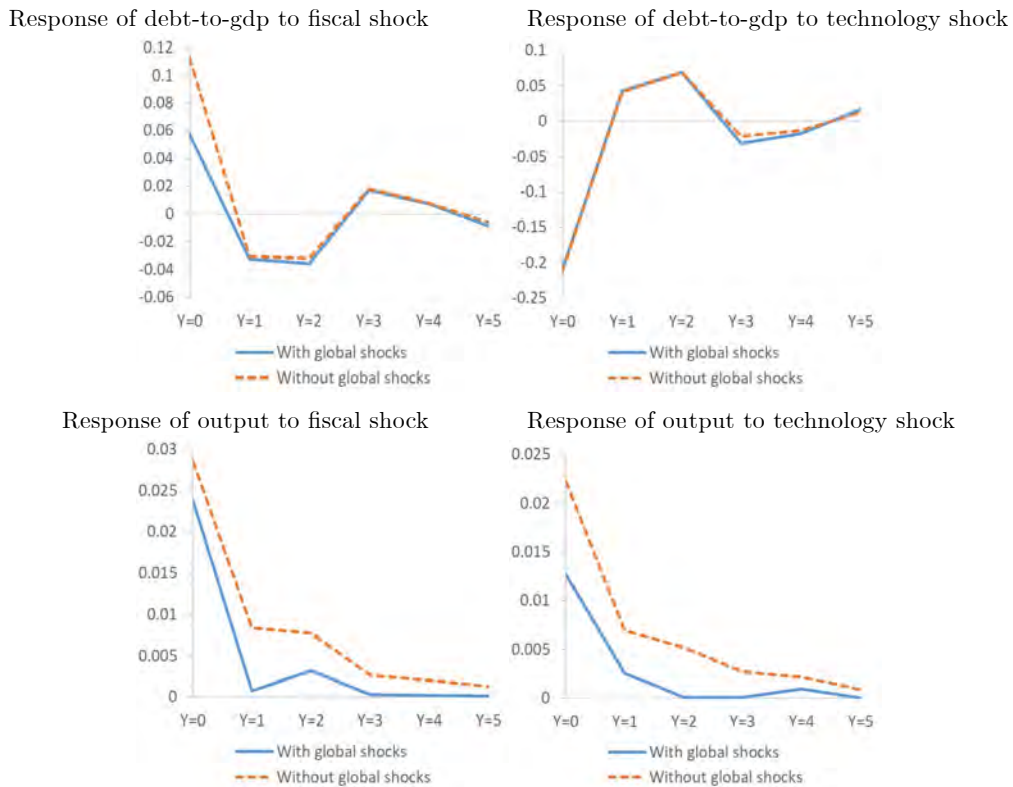 Response of debt-to-gdp to fiscal shock
0.12
0.1
0.08
0.06
0.04
0.02
0
-0.02
-0.04
-0.06
Y=0 Y=1 Y=2 Y=3 Y=4 Y=5
With global shocks
Without global shocks
Response of debt-to-gdp to technology shock
0.1
0.05
0
-0.05
-0.1
-0.15
-0.2
-0.25
Y=0 Y=1 Y=2 Y=3 Y=4 Y=5
With global shocks
Without global shocks
Response of output to fiscal shock
0.03
0.025
0.02
0.015
0.01
0.005
0
Y=0 Y=1 Y=2 Y=3 Y=4 Y=5
With global shocks
Without global shocks
Response of output to technology shock
0.025
0.02
0.015
0.01
0.005
0
Y=0 Y=1 Y=2 Y=3 Y=4 Y=5
With global shocks
Without global shocks